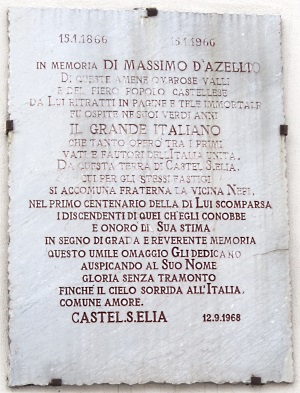 15.1.1866 15.1.1966
IN MEMORIA DI MASSIMO D'AZEGLIO
DI QUESTE AMENE OMBROSE VALLI
E DEL FIERO POPOLO CASTELLESE
DA LUI RITRATTI IN PAGINE E TELE IMMORTALI
FU OSPITE NE SUOI VERDI ANNI
IL GRANDE ITALIANO
CHE TANTO OPERÒ TRA I PRIMI
VATI E FAUTORI DELL'ITALIA UNITA.
DA QUESTA TERRA DI CASTEL S.ELIA,
CUI PER GLI STESSI FASTIGI
SI ACCOMUNA FRATERNA LA VICINA NEPI,
NEL PRIMO CENTENARIO DELLA DI LUI SCOMPARSA
I DISCENDENTI DI QUEI CH'EGLI CONOBBE
E ONORÒ DI SUA STIMA
IN SEGNO DI GRATA E REVERENTE MEMORIA
QUESTO UMILE OMAGGIO GLI DEDICANO
AUSPICANDO AL SUO NOME
GLORIA SENZA TRAMONTO
FINCHÈ IL CIELO SORRIDA ALL'ITALIA,
COMUNE AMORE.
CASTEL.S.ELIA 12.9.1968